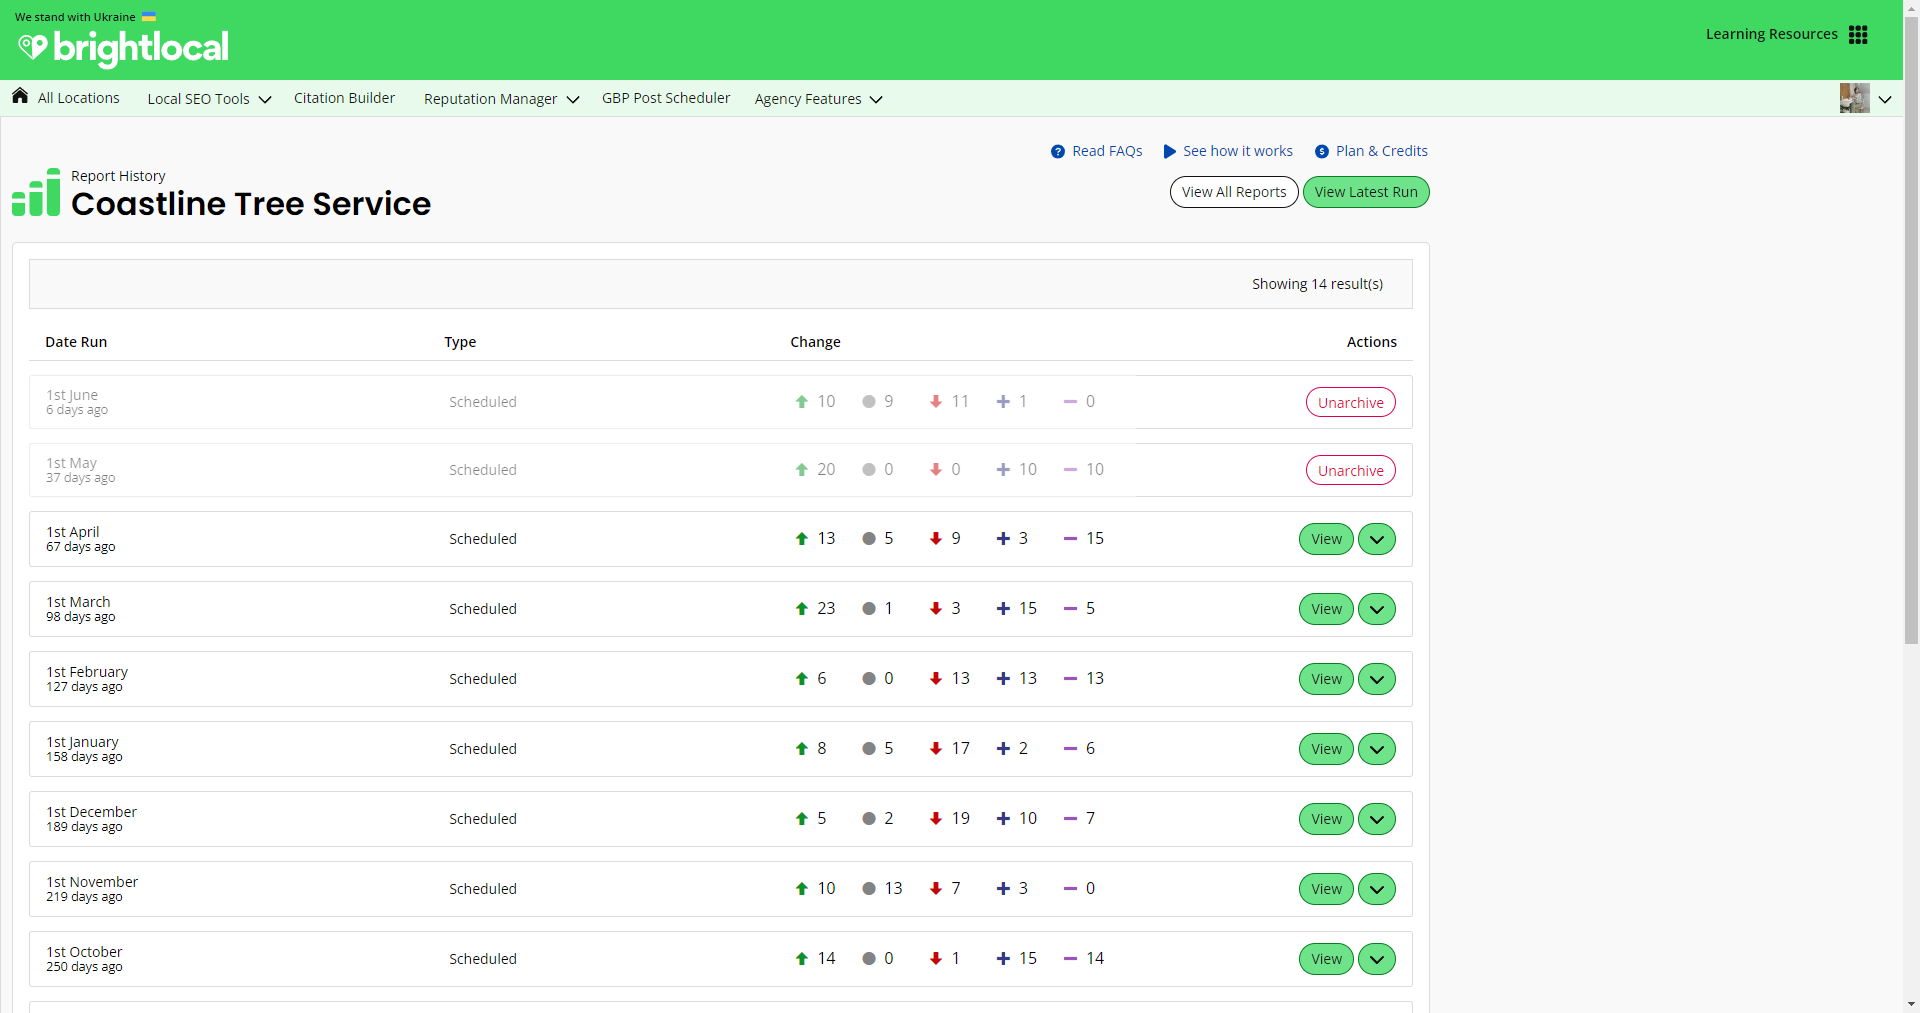 We stand with Ukraine
brightlocal
Learning Resources
All Locations Local SEO Tools Citation Builder Reputation Manager GBP Post Scheduler Agency Features
Read FAQs See how it works Plan & Credits
Report History
Coastline Tree Service
View All Reports View Latest Run
Showing 14 result(s)
Date Run Type Change Actions
1st June
6 days ago
Scheduled 10 9 11 1 0 Unarchive
1st May
37 days ago
Scheduled 20 0 0 10 10 Unarchive
1st April
67 days ago
Scheduled 13 5 9 3 15 View
1st March
98 days ago
Scheduled 23 1 3 15 5 View
1st February
127 days ago
Scheduled 6 0 13 13 13 View
1st January
158 days ago
Scheduled 8 5 17 2 6 View
1st December
189 days ago
Scheduled 5 2 19 10 7 View
1st November
219 days ago
Scheduled 10 13 7 3 0 View
1st October
250 days ago
Scheduled 14 0 1 15 14 View